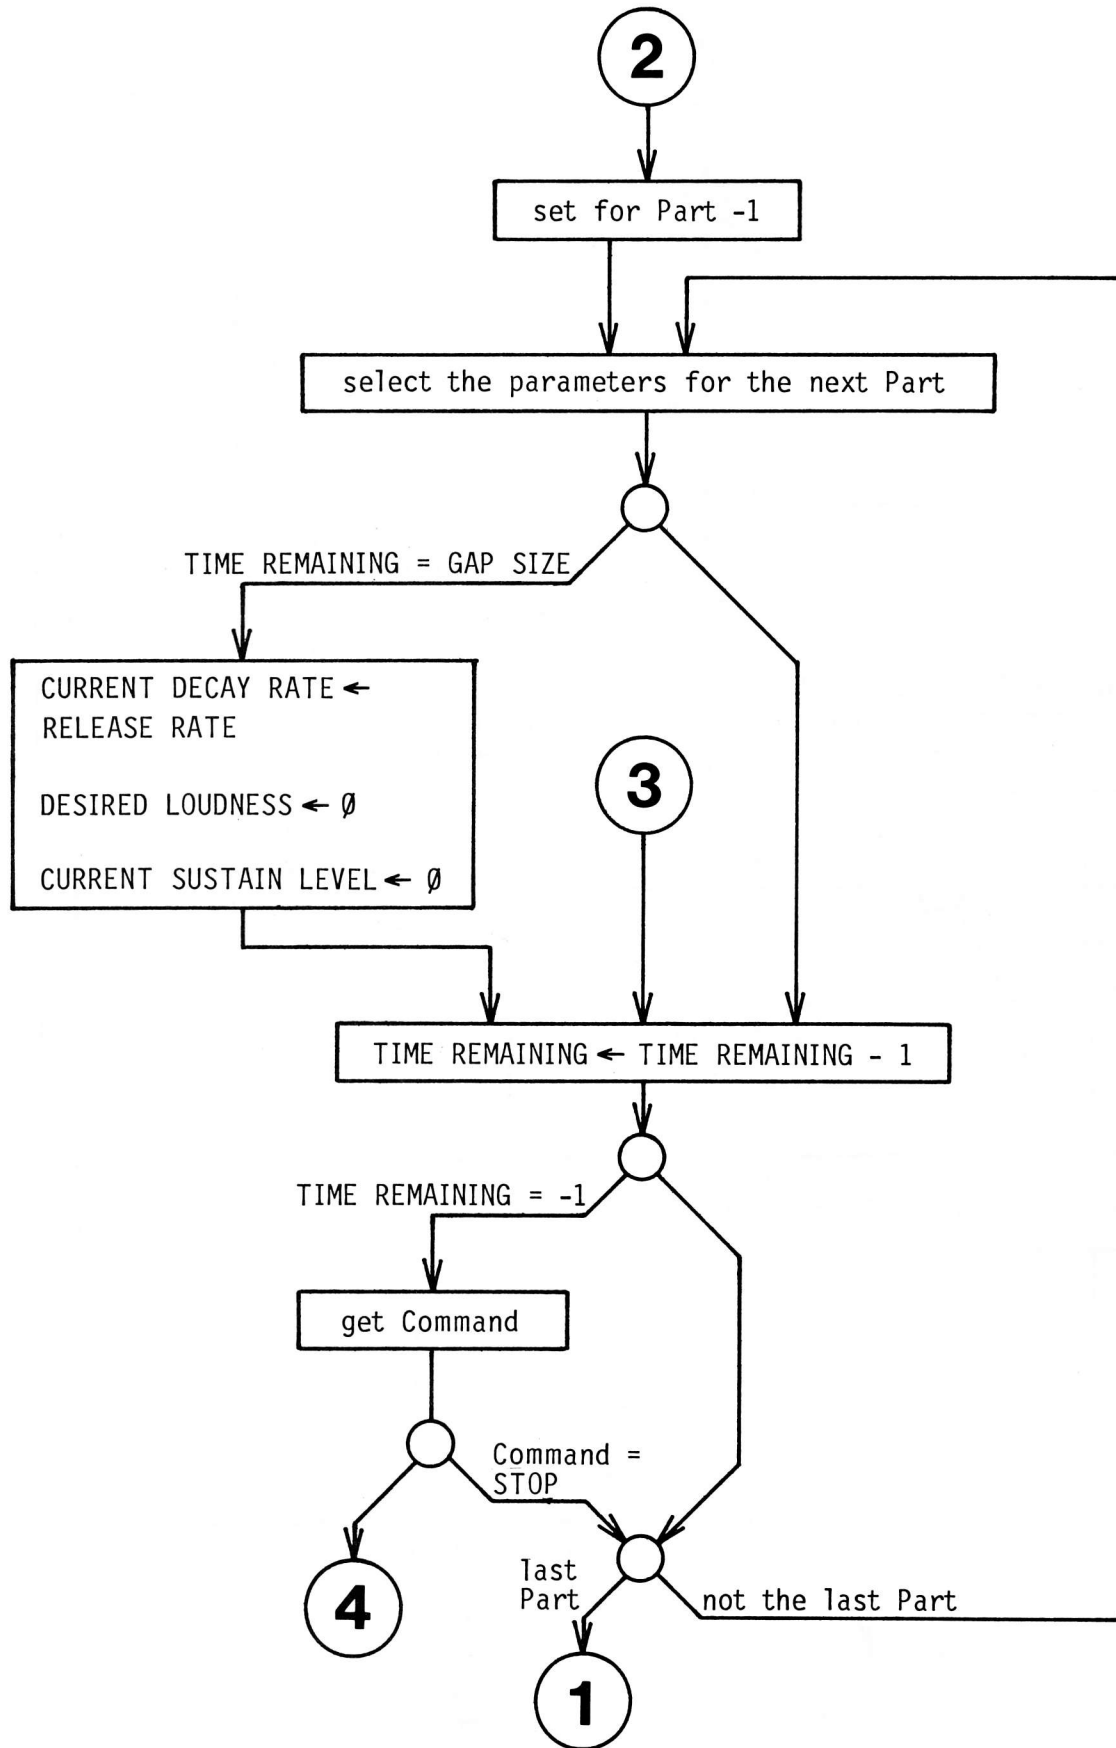 2
set for Part -1
select the parameters for the next Part
TIME REMAINING = GAP SIZE
CURRENT DECAY RATE ←
RELEASE RATE
DESIRED LOUDNESS ← Ø
CURRENT SUSTAIN LEVEL ← Ø
3
TIME REMAINING ← TIME REMAINING - 1
TIME REMAINING = -1
get Command
Command =
STOP
last
Part
not the last Part
4
1